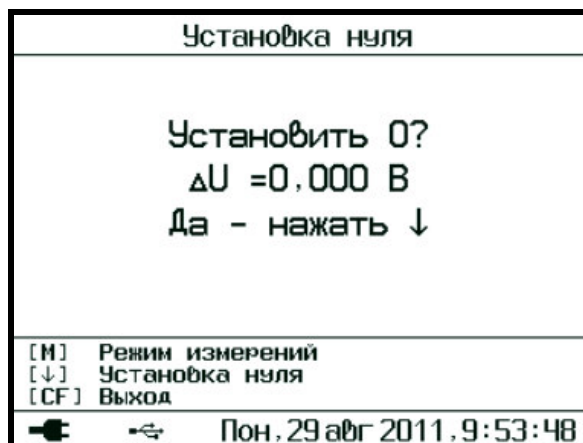 Установка нуля
Установить 0?
ΔU =0,000 В
Да - нажать ↓
[M] Режим измерений
[↓] Установка нуля
[CF] Выход
Пон, 29 авг 2011, 9:53:48